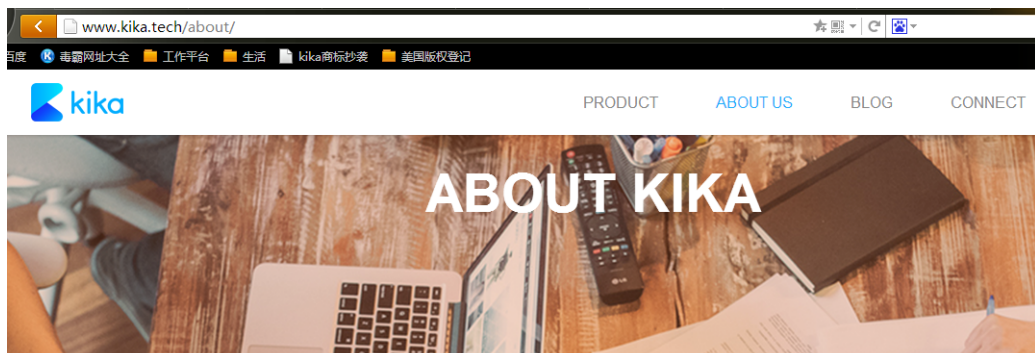 www.kika.tech/about/
百度 毒霸网址大全 工作平台 生活 kika商标抄袭 美国版权登记
kika PRODUCT ABOUT US BLOG CONNECT
ABOUT KIKA
LG